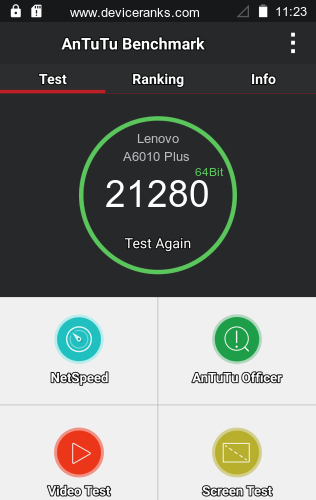 www.deviceranks.com 11:23
AnTuTu Benchmark
Test Ranking Info
Lenovo
A6010 Plus
64Bit
21280
Test Again
NetSpeed AnTuTu Officer
Video Test Screen Test